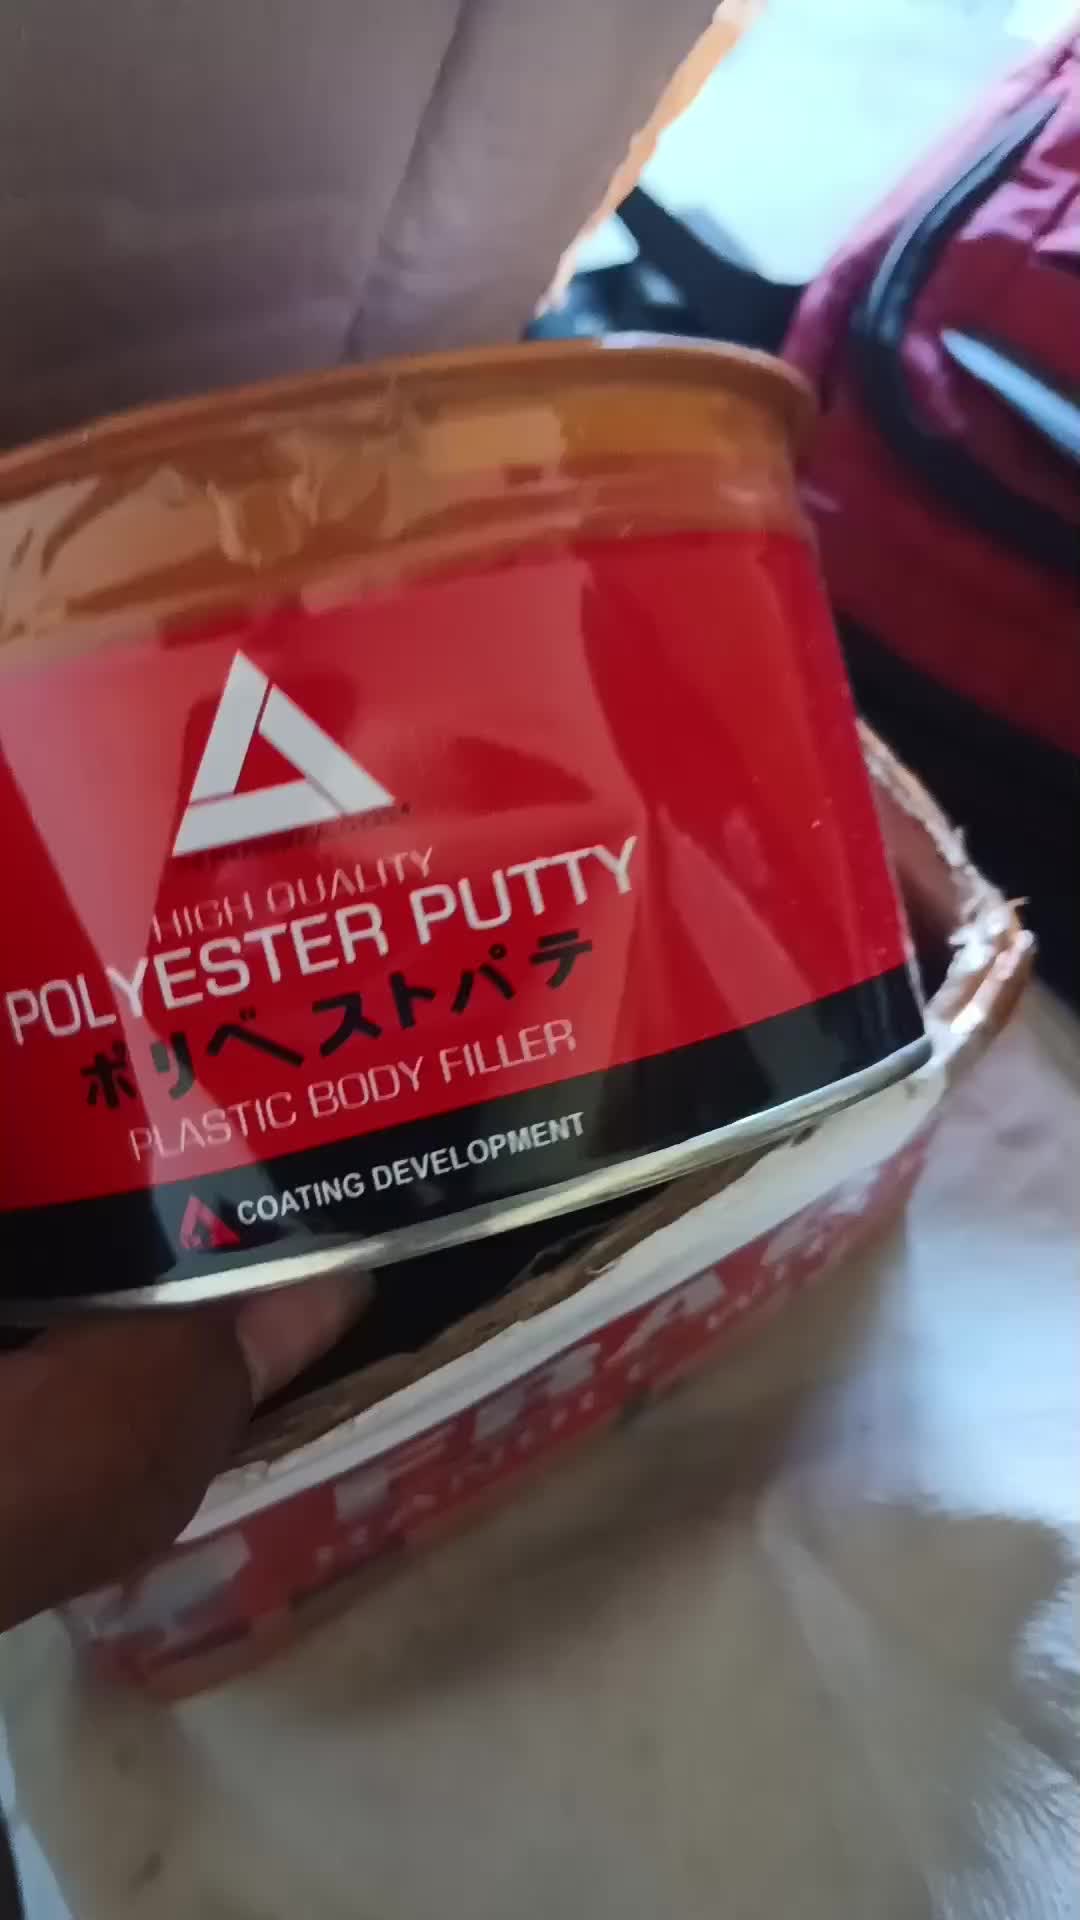 HIGH QUALITY
POLYESTER PUTTY
ポリベストパテ
PLASTIC BODY FILLER
COATING DEVELOPMENT